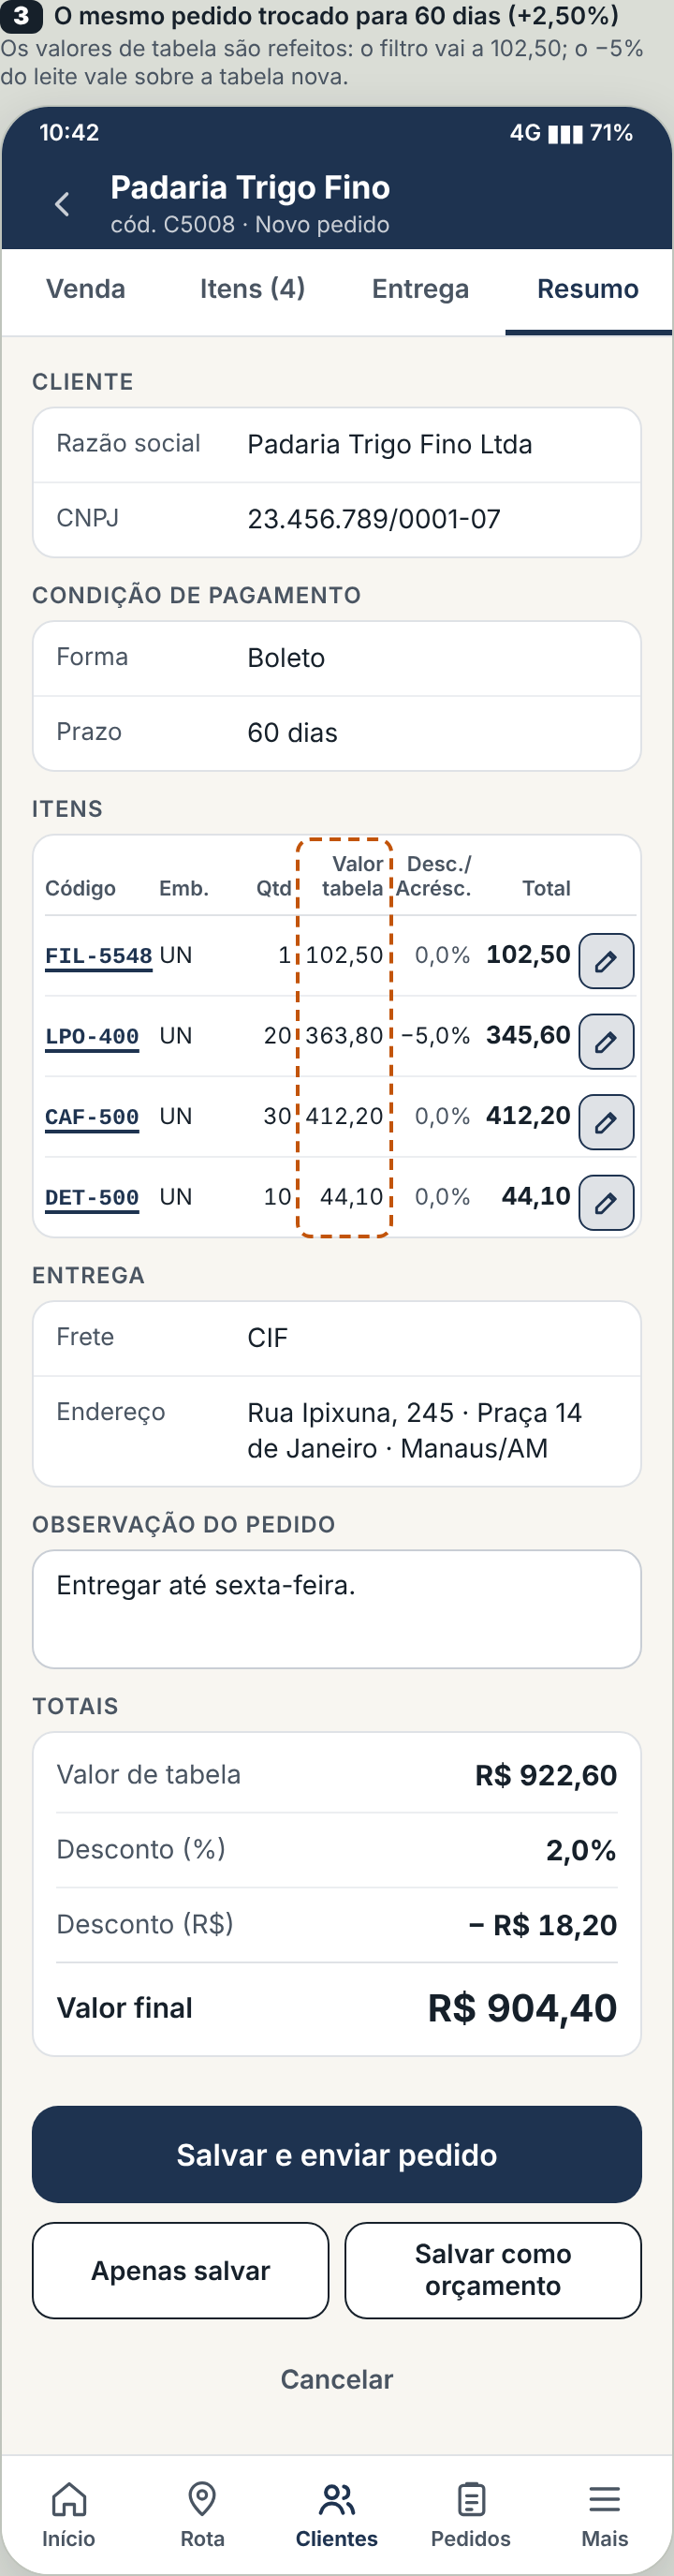 3 O mesmo pedido trocado para 60 dias (+2,50%)
Os valores de tabela são refeitos: o filtro vai a 102,50; o −5%
do leite vale sobre a tabela nova.
10:42 4G 71%
Padaria Trigo Fino
cód. C5008 · Novo pedido
Venda Itens (4) Entrega Resumo
CLIENTE
Razão social Padaria Trigo Fino Ltda
CNPJ 23.456.789/0001-07
CONDIÇÃO DE PAGAMENTO
Forma Boleto
Prazo 60 dias
ITENS
Código Emb. Qtd Valor tabela Desc./Acrésc. Total
FIL-5548 UN 1 102,50 0,0% 102,50
LPO-400 UN 20 363,80 −5,0% 345,60
CAF-500 UN 30 412,20 0,0% 412,20
DET-500 UN 10 44,10 0,0% 44,10
ENTREGA
Frete CIF
Endereço Rua Ipixuna, 245 · Praça 14
de Janeiro · Manaus/AM
OBSERVAÇÃO DO PEDIDO
Entregar até sexta-feira.
TOTAIS
Valor de tabela R$ 922,60
Desconto (%) 2,0%
Desconto (R$) − R$ 18,20
Valor final R$ 904,40
Salvar e enviar pedido
Apenas salvar
Salvar como
orçamento
Cancelar
Início Rota Clientes Pedidos Mais